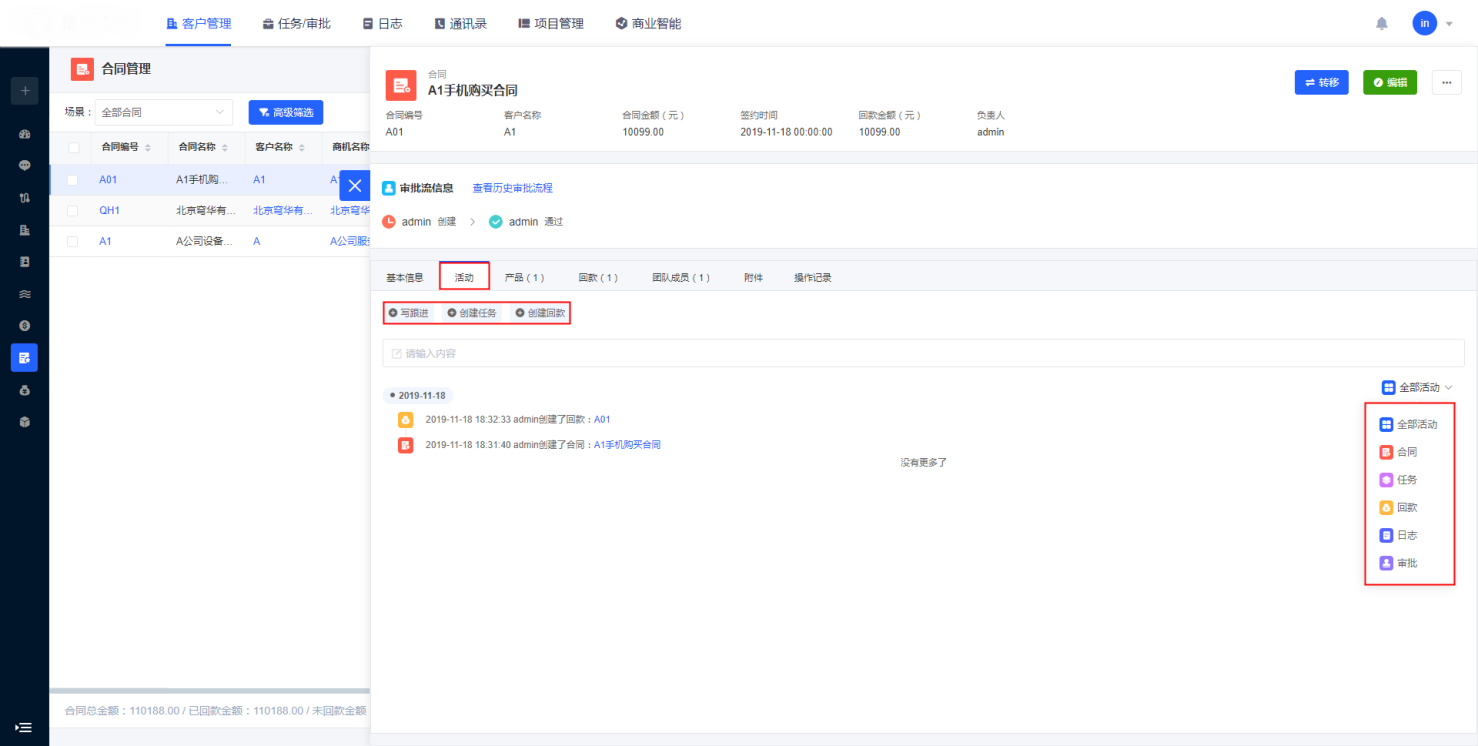 客户管理 任务/审批 日志 通讯录 项目管理 商业智能 in
合同管理
场景： 全部合同 高级筛选
合同编号 合同名称 客户名称 商机名称
A01 A1手机购... A1
QH1 北京穹华有... 北京穹华有... 北京穹华
A1 A公司设备... A A公司服务
合同总金额：110188.00 / 已回款金额：110188.00 / 未回款金额
合同
A1手机购买合同
转移 编辑 ...
合同编号 客户名称 合同金额（元） 签约时间 回款金额（元） 负责人
A01 A1 10099.00 2019-11-18 00:00:00 10099.00 admin
审批流信息 查看历史审批流程
admin 创建 > admin 通过
基本信息 活动 产品（1） 回款（1） 团队成员（1） 附件 操作记录
写跟进 创建任务 创建回款
请输入内容
全部活动
2019-11-18
2019-11-18 18:32:33 admin创建了回款：A01
2019-11-18 18:31:40 admin创建了合同：A1手机购买合同
没有更多了
全部活动
合同
任务
回款
日志
审批